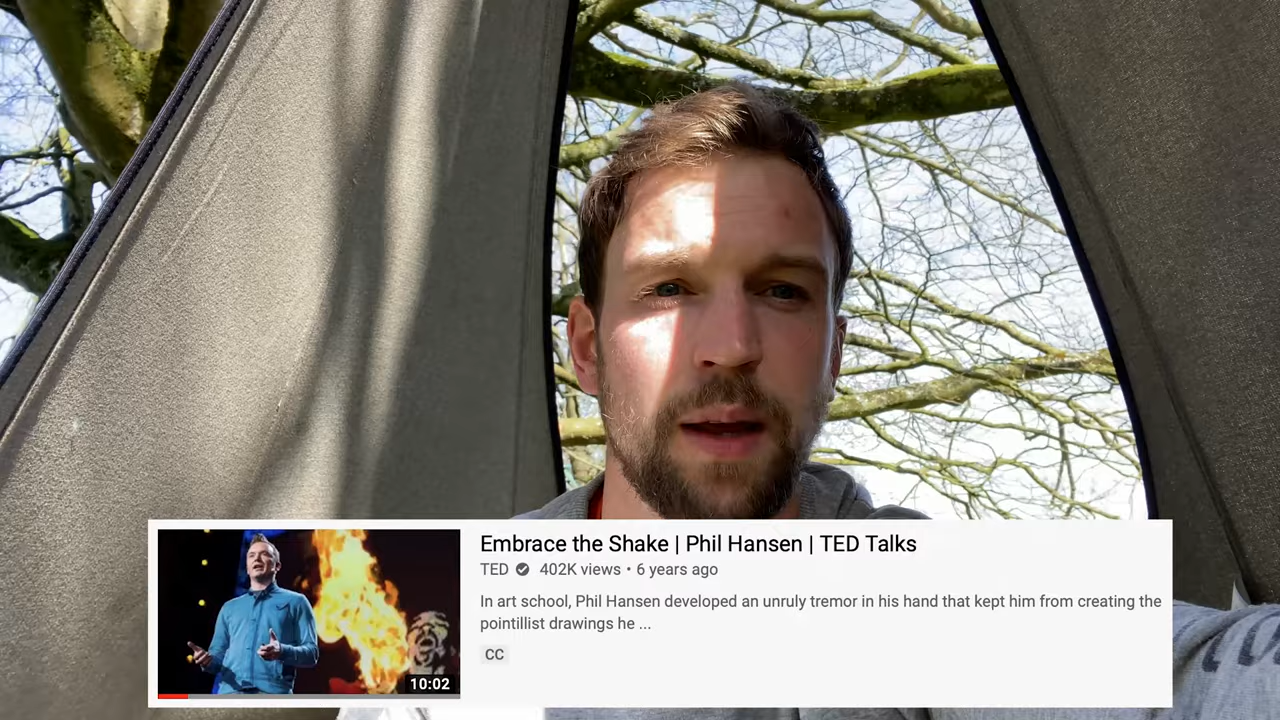 Embrace the Shake | Phil Hansen | TED Talks
TED 402K views • 6 years ago
In art school, Phil Hansen developed an unruly tremor in his hand that kept him from creating the
pointillist drawings he ...
CC
10:02